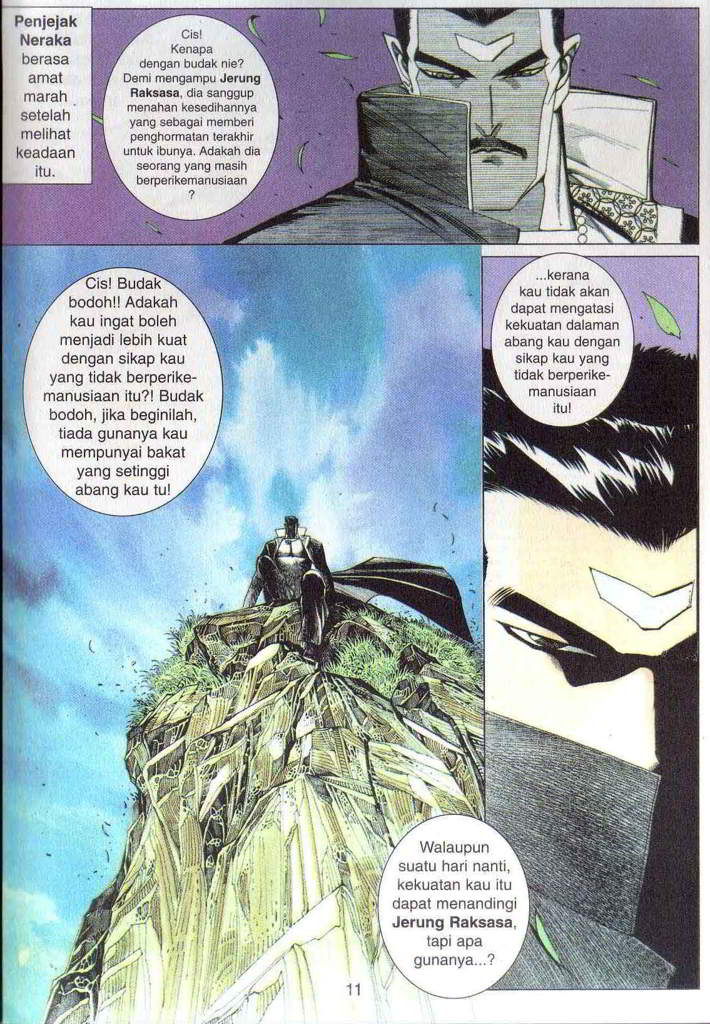 Penjejak
Neraka
berasa
amat
marah
setelah
melihat
keadaan
itu.
Cis!
Kenapa
dengan budak nie?
Demi mengampu Jerung
Raksasa, dia sanggup
menahan kesedihannya
yang sebagai memberi
penghormatan terakhir
untuk ibunya. Adakah dia
seorang yang masih
berperikemanusiaan
?
Cis! Budak
bodoh!! Adakah
kau ingat boleh
menjadi lebih kuat
dengan sikap kau
yang tidak berperike-
manusiaan itu?! Budak
bodoh, jika beginilah,
tiada gunanya kau
mempunyai bakat
yang setinggi
abang kau tu!
...kerana
kau tidak akan
dapat mengatasi
kekuatan dalaman
abang kau dengan
sikap kau yang
tidak berperike-
manusiaan
itu!
Walaupun
suatu hari nanti,
kekuatan kau itu
dapat menandingi
Jerung Raksasa,
tapi apa
gunanya...?
11